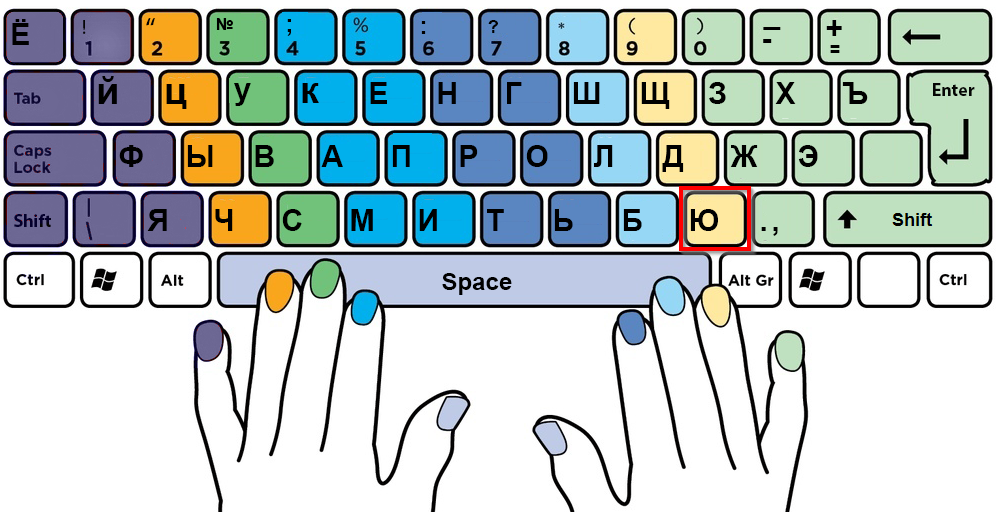 Ё ! 1 “ 2 № 3 ; 4 % 5 : 6 ? 7 * 8 ( 9 ) 0 — - + =
Tab Й Ц У К Е Н Г Ш Щ З Х Ъ Enter
Caps Lock Ф Ы В А П Р О Л Д Ж Э
Shift | \ Я Ч С М И Т Ь Б Ю . , Shift
Ctrl Alt Space Alt Gr Ctrl